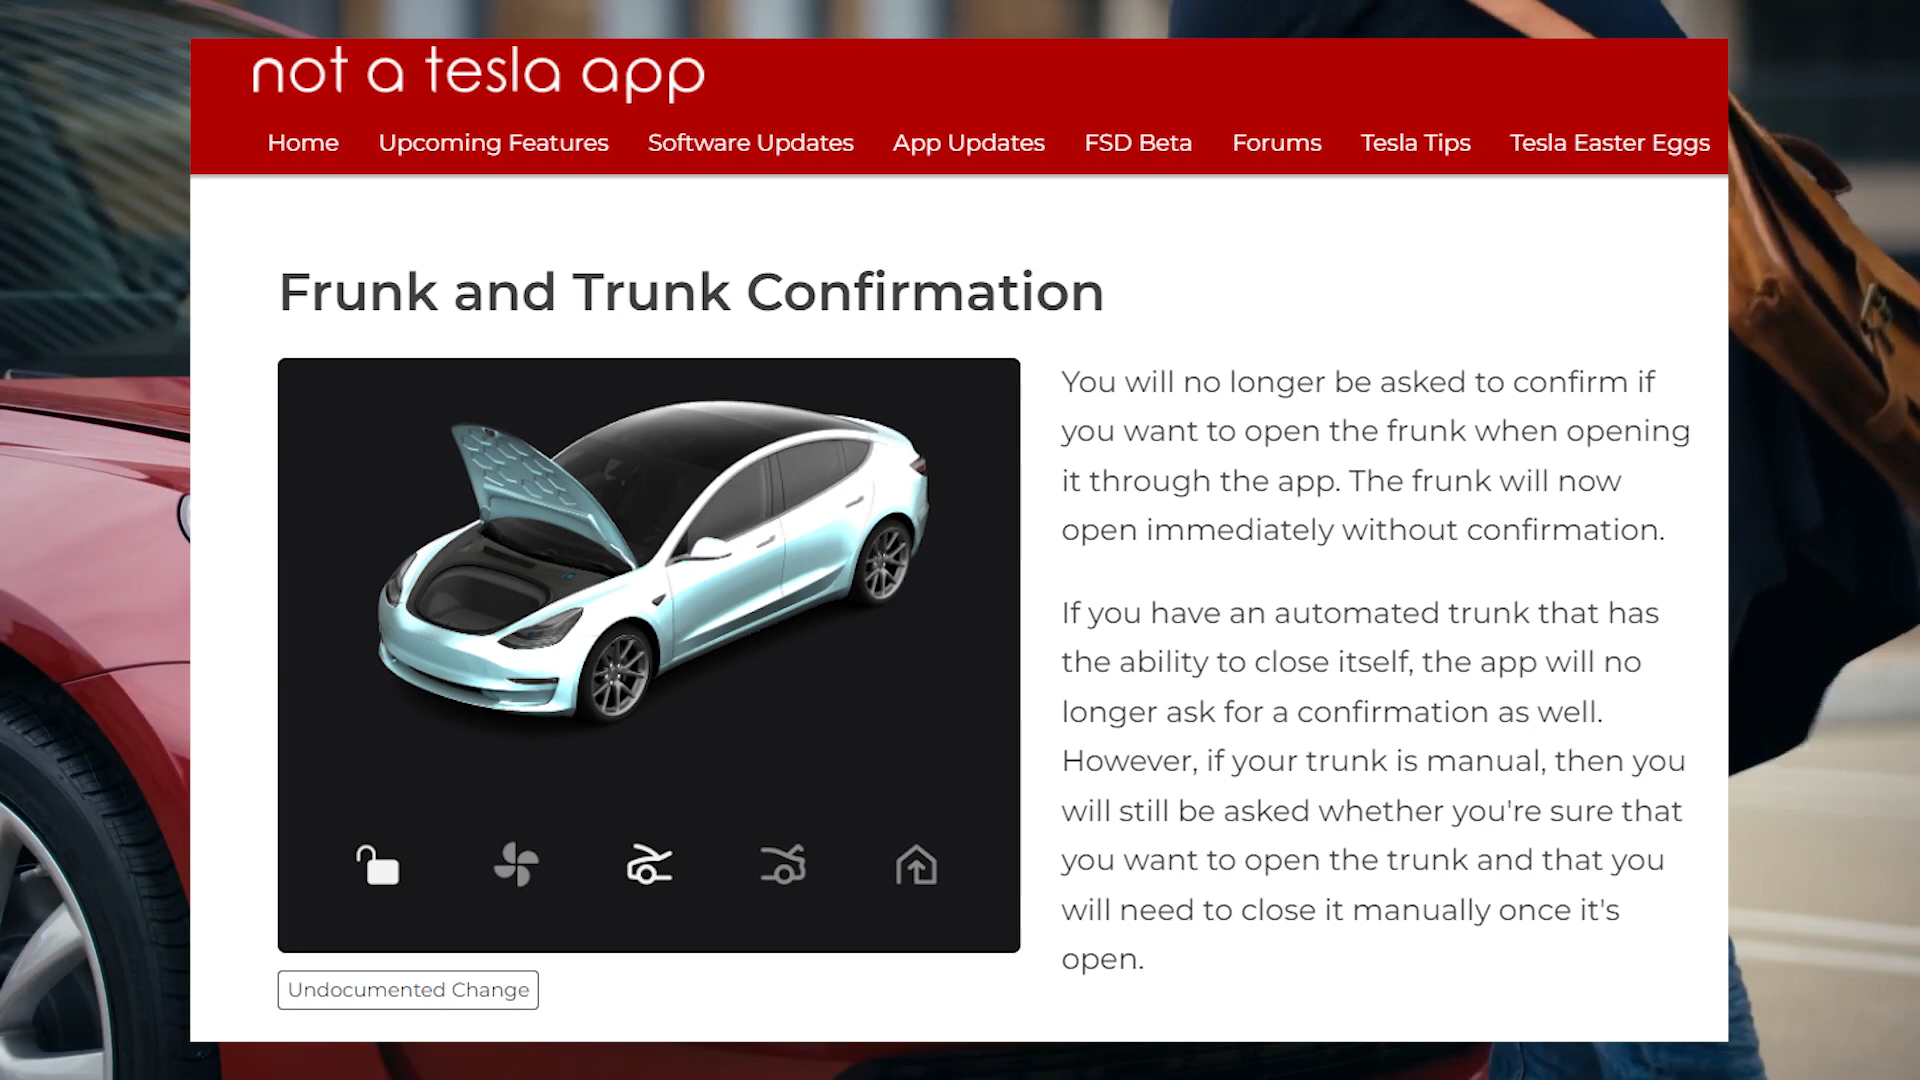 not a tesla app
Home Upcoming Features Software Updates App Updates FSD Beta Forums Tesla Tips Tesla Easter Eggs
Frunk and Trunk Confirmation
You will no longer be asked to confirm if
you want to open the frunk when opening
it through the app. The frunk will now
open immediately without confirmation.
If you have an automated trunk that has
the ability to close itself, the app will no
longer ask for a confirmation as well.
However, if your trunk is manual, then you
will still be asked whether you're sure that
you want to open the trunk and that you
will need to close it manually once it's
open.
Undocumented Change